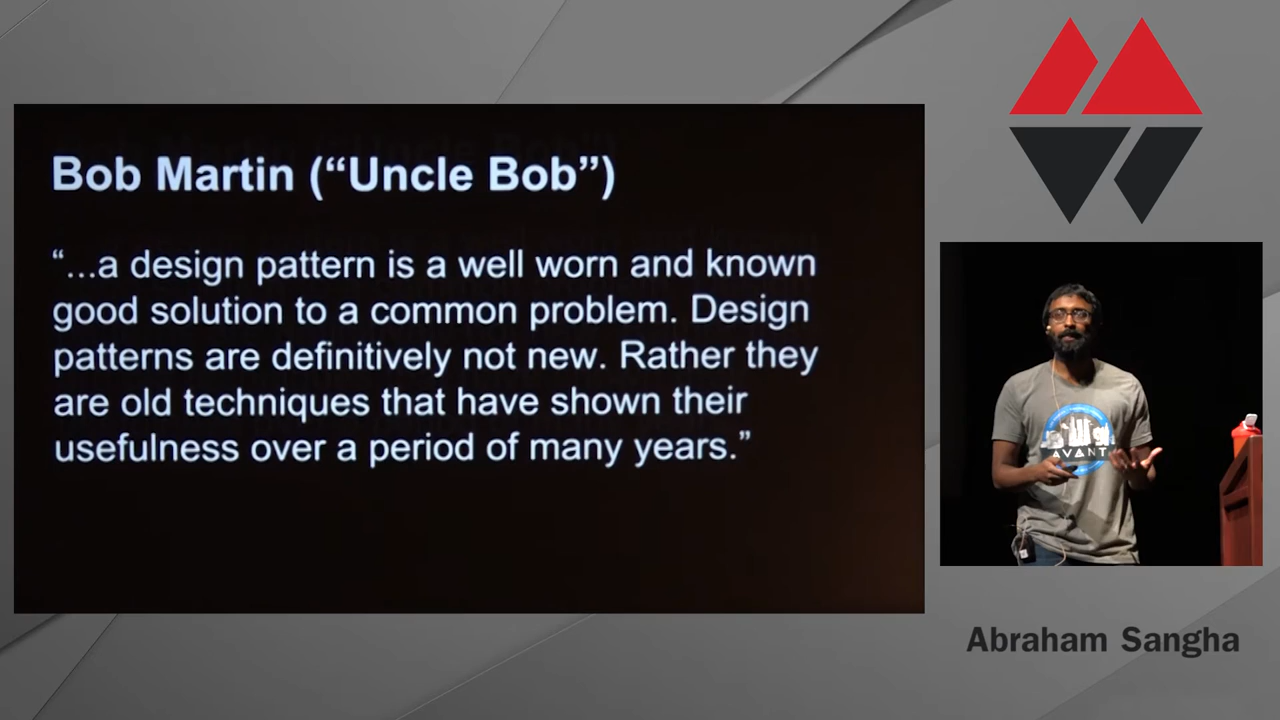 Bob Martin (“Uncle Bob”)
“...a design pattern is a well worn and known
good solution to a common problem. Design
patterns are definitively not new. Rather they
are old techniques that have shown their
usefulness over a period of many years.”
AVANT
Abraham Sangha